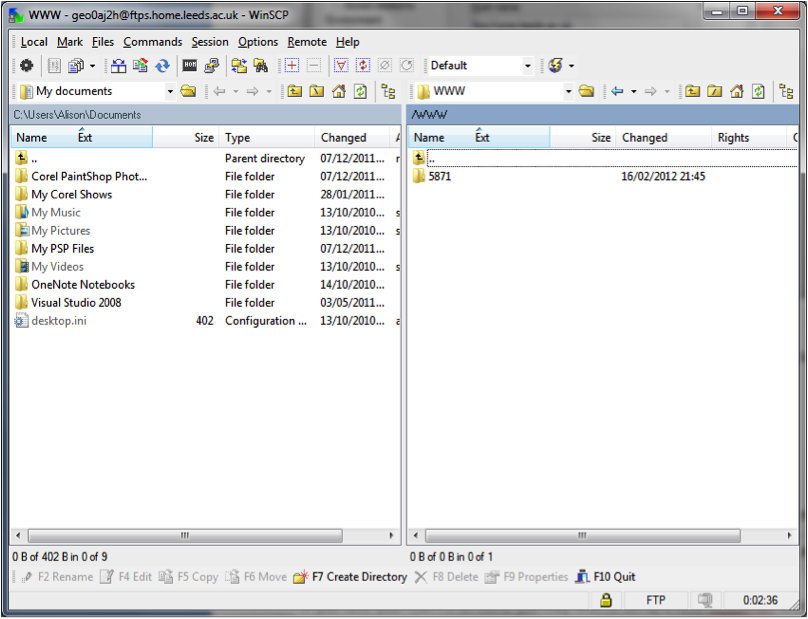 WWW - geo0aj2h@ftps.home.leeds.ac.uk - WinSCP
Local Mark Files Commands Session Options Remote Help
Default
My documents
WWW
C:\Users\Alison\Documents
/WWW
Name Ext Size Type Changed A
Name Ext Size Changed Rights
.. Parent directory 07/12/2011...
..
Corel PaintShop Phot... File folder 07/12/2011...
5871 16/02/2012 21:45
My Corel Shows File folder 28/01/2011...
My Music File folder 13/10/2010... s
My Pictures File folder 13/10/2010... s
My PSP Files File folder 07/12/2011...
My Videos File folder 13/10/2010... s
OneNote Notebooks File folder 14/10/2010...
Visual Studio 2008 File folder 03/05/2011...
desktop.ini 402 Configuration ... 13/10/2010... a
0 B of 402 B in 0 of 9
0 B of 0 B in 0 of 1
F2 Rename F4 Edit F5 Copy F6 Move F7 Create Directory F8 Delete F9 Properties F10 Quit
FTP 0:02:36